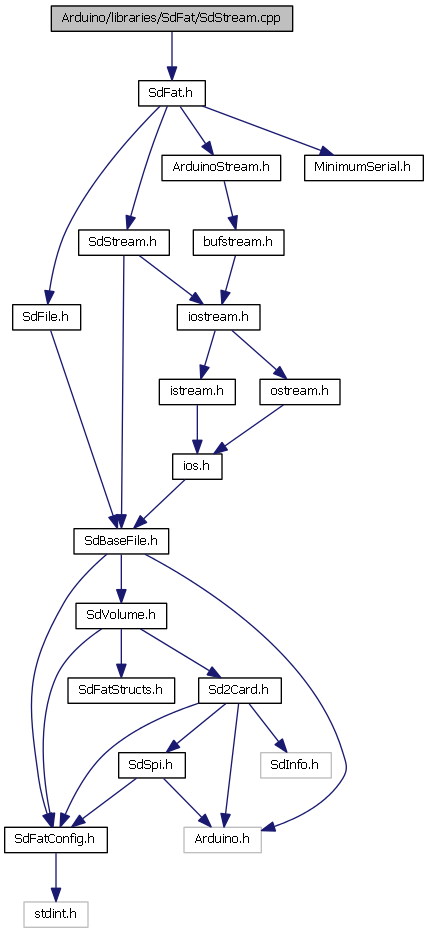 Arduino/libraries/SdFat/SdStream.cpp
SdFat.h
ArduinoStream.h
MinimumSerial.h
SdStream.h
bufstream.h
SdFile.h
iostream.h
istream.h
ostream.h
ios.h
SdBaseFile.h
SdVolume.h
SdFatStructs.h
Sd2Card.h
SdSpi.h
SdInfo.h
SdFatConfig.h
Arduino.h
stdint.h